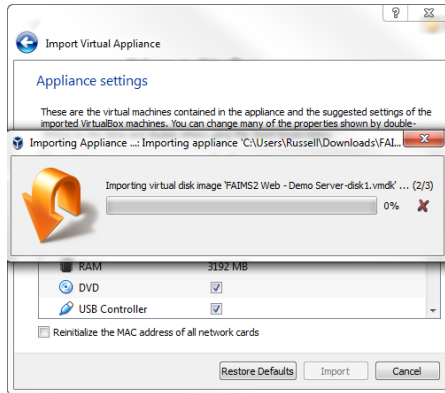 Import Virtual Appliance
Appliance settings
These are the virtual machines contained in the appliance and the suggested settings of the
imported VirtualBox machines. You can change many of the properties shown by double-
Importing Appliance ...: Importing appliance 'C:\Users\Russell\Downloads\FAI...
Importing virtual disk image 'FAIMS2 Web - Demo Server-disk1.vmdk' ... (2/3)
0%
RAM 3192 MB
DVD
USB Controller
Reinitialize the MAC address of all network cards
Restore Defaults Import Cancel